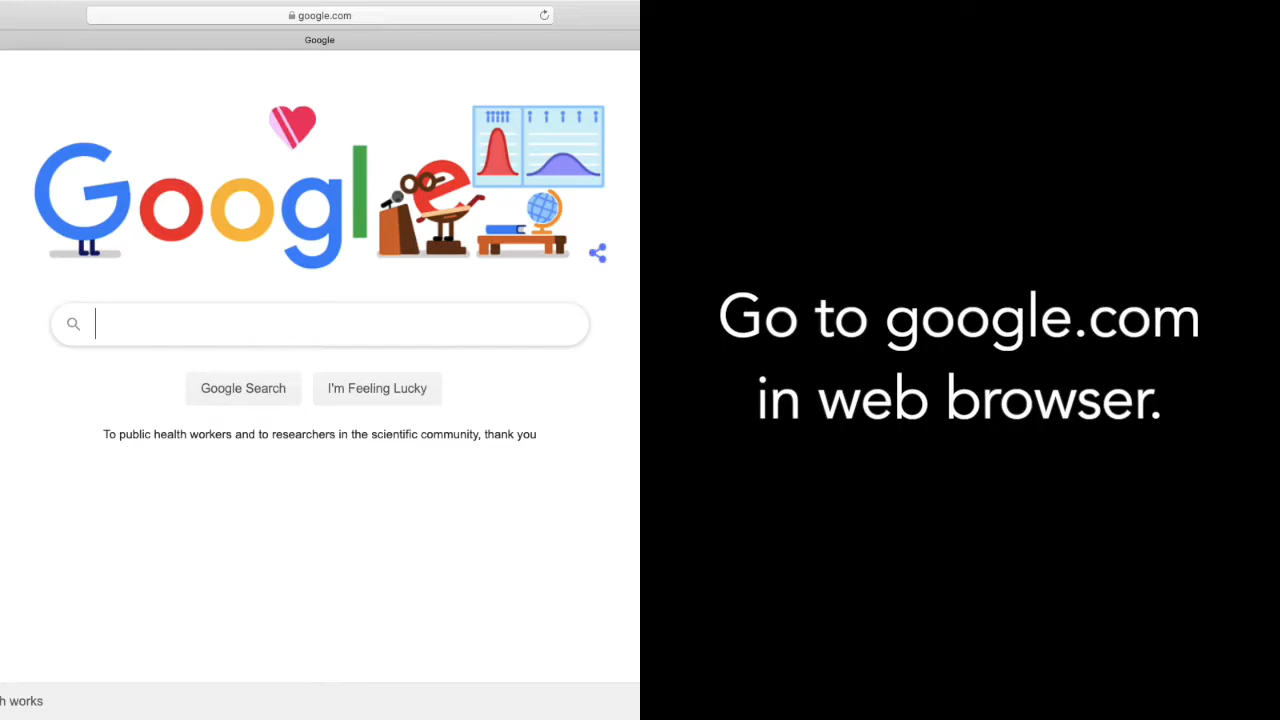 google.com
Google
Google
Google Search
I'm Feeling Lucky
To public health workers and to researchers in the scientific community, thank you
h works
Go to google.com
in web browser.